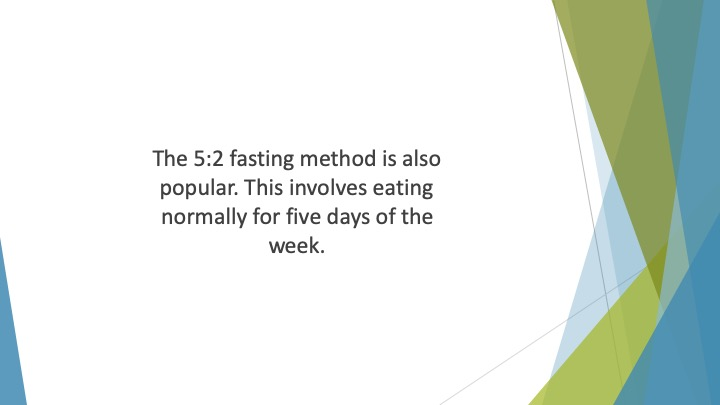 The 5:2 fasting method is also
popular. This involves eating
normally for five days of the
week.